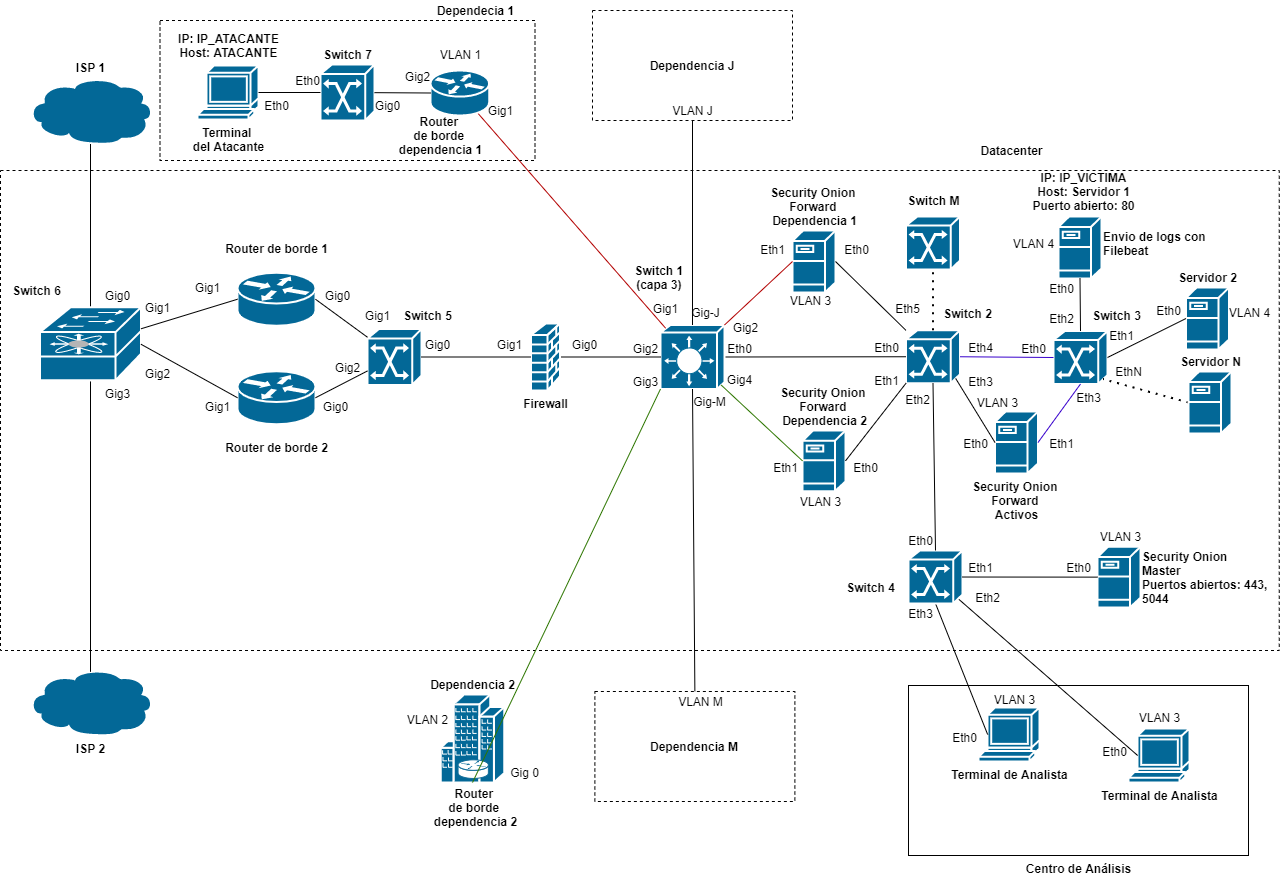 Dependecia 1
IP: IP_ATACANTE
Host: ATACANTE
Switch 7
VLAN 1
Eth0
Eth0
Gig0
Gig2
Gig1
Terminal
del Atacante
Router
de borde
dependencia 1
ISP 1
Dependencia J
VLAN J
Datacenter
Switch 6
Gig0
Gig1
Gig2
Gig3
Router de borde 1
Gig1
Gig0
Gig1
Gig0
Router de borde 2
Gig1
Switch 5
Gig2
Gig0
Gig1
Gig0
Firewall
Switch 1
(capa 3)
Gig1
Gig-J
Gig2
Gig2
Eth0
Gig3
Gig4
Gig-M
Security Onion
Forward
Dependencia 1
Eth1
Eth0
VLAN 3
Security Onion
Forward
Dependencia 2
Eth1
Eth0
VLAN 3
Switch M
Eth5
Switch 2
Eth0
Eth4
Eth1
Eth3
Eth2
IP: IP_VICTIMA
Host: Servidor 1
Puerto abierto: 80
VLAN 4
Envio de logs con
Filebeat
Eth0
Eth2
Switch 3
Eth0
Eth1
EthN
Eth3
Servidor 2
Eth0
VLAN 4
Servidor N
VLAN 3
Eth0
Eth1
Security Onion
Forward
Activos
Eth0
Switch 4
Eth1
Eth2
Eth3
VLAN 3
Eth0
Security Onion
Master
Puertos abiertos: 443,
5044
ISP 2
Dependencia 2
VLAN 2
Gig 0
Router
de borde
dependencia 2
VLAN M
Dependencia M
VLAN 3
Eth0
Terminal de Analista
VLAN 3
Eth0
Terminal de Analista
Centro de Análisis